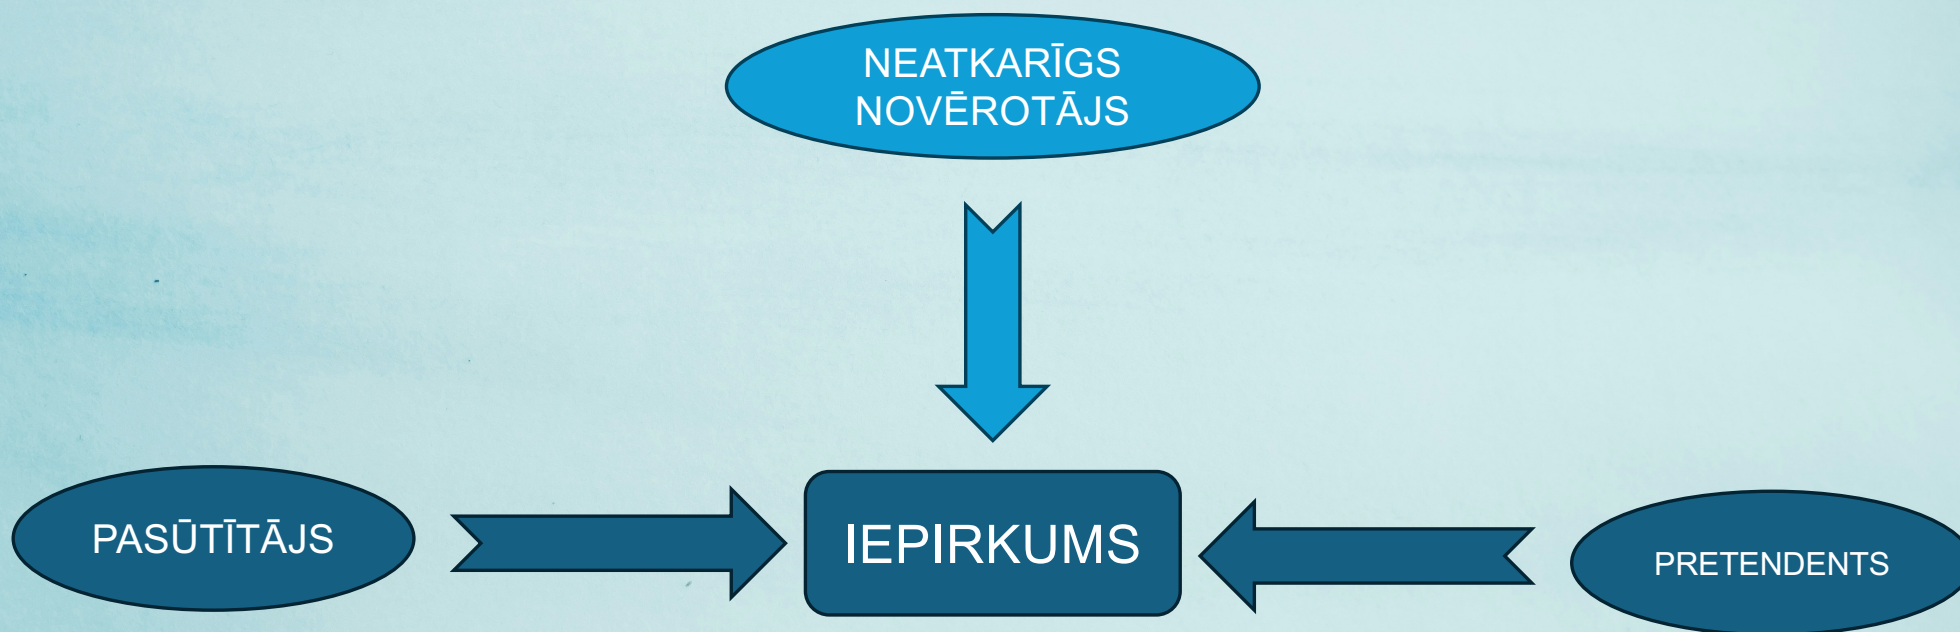 NEATKARĪGS
NOVĒROTĀJS
PASŪTĪTĀJS
IEPIRKUMS
PRETENDENTS